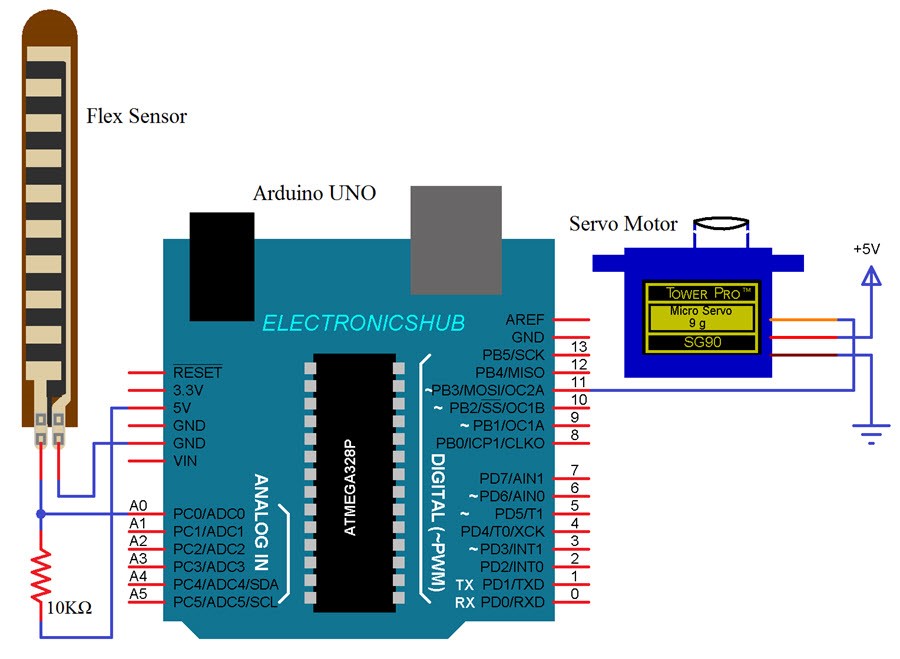 Flex Sensor
Arduino UNO
Servo Motor
+5V
TOWER PRO™
Micro Servo
9 g
SG90
ELECTRONICSHUB
RESET
3.3V
5V
GND
GND
VIN
A0 PC0/ADC0
A1 PC1/ADC1
A2 PC2/ADC2
A3 PC3/ADC3
A4 PC4/ADC4/SDA
A5 PC5/ADC5/SCL
ANALOG IN
ATMEGA328P
DIGITAL (~PWM)
AREF
GND
PB5/SCK 13
PB4/MISO 12
~PB3/MOSI/OC2A 11
~ PB2/SS/OC1B 10
~ PB1/OC1A 9
PB0/ICP1/CLKO 8
PD7/AIN1 7
~PD6/AIN0 6
~ PD5/T1 5
PD4/T0/XCK 4
~PD3/INT1 3
PD2/INT0 2
TX PD1/TXD 1
RX PD0/RXD 0
10KΩ